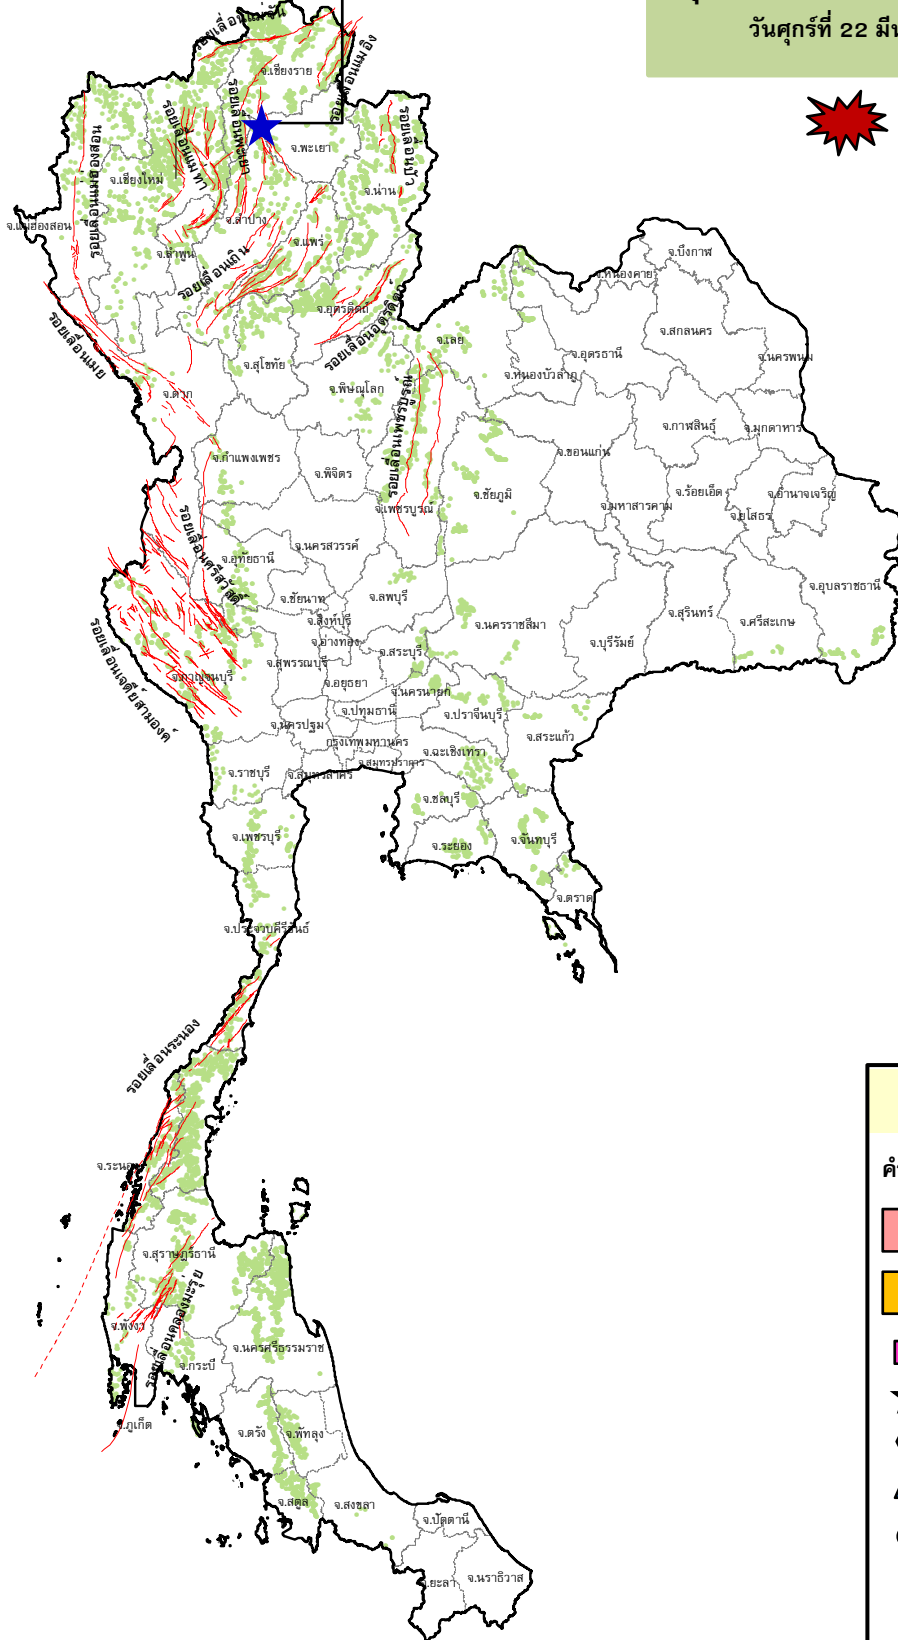 วันศุกร์ที่ 22 มี
รอยเลื่อนแม่จัน
จ.เชียงราย
รอยเลื่อนแม่อิง
รอยเลื่อนพะเยา
จ.พะเยา
รอยเลื่อนปัว
รอยเลื่อนแม่ทา
รอยเลื่อนแม่ฮ่องสอน
จ.เชียงใหม่
จ.น่าน
จ.แม่ฮ่องสอน
จ.ลำปาง
จ.แพร่
จ.ลำพูน
รอยเลื่อนเถิน
จ.อุตรดิตถ์
รอยเลื่อนอุตรดิตถ์
รอยเลื่อนเมย
จ.บึงกาฬ
จ.หนองคาย
จ.สกลนคร
จ.เลย
จ.อุดรธานี
จ.นครพนม
จ.สุโขทัย
จ.หนองบัวลำภู
จ.ตาก
จ.พิษณุโลก
รอยเลื่อนเพชรบูรณ์
จ.กาฬสินธุ์
จ.มุกดาหาร
จ.กำแพงเพชร
จ.พิจิตร
จ.ขอนแก่น
จ.ชัยภูมิ
จ.ร้อยเอ็ด
จ.อำนาจเจริญ
จ.เพชรบูรณ์
จ.มหาสารคาม
จ.ยโสธร
รอยเลื่อนศรีสวัสดิ์
จ.นครสวรรค์
จ.อุทัยธานี
จ.อุบลราชธานี
จ.ชัยนาท
จ.ลพบุรี
จ.สุรินทร์
จ.ศรีสะเกษ
จ.สิงห์บุรี
จ.นครราชสีมา
จ.อ่างทอง
จ.สระบุรี
จ.บุรีรัมย์
จ.สุพรรณบุรี
รอยเลื่อนเจดีย์สามองค์
จ.กาญจนบุรี
จ.อยุธยา
จ.นครนายก
จ.ปทุมธานี
จ.ปราจีนบุรี
จ.นครปฐม
จ.สระแก้ว
กรุงเทพมหานคร
จ.ฉะเชิงเทรา
จ.สมุทรปราการ
จ.ราชบุรี
จ.สมุทรสาคร
จ.ชลบุรี
จ.เพชรบุรี
จ.ระยอง
จ.จันทบุรี
จ.ตราด
จ.ประจวบคีรีขันธ์
รอยเลื่อนระนอง
จ.ระนอง
จ.สุราษฎร์ธานี
จ.พังงา
รอยเลื่อนคลองมะรุ่ย
จ.นครศรีธรรมราช
จ.กระบี่
จ.ภูเก็ต
จ.ตรัง
จ.พัทลุง
จ.สตูล
จ.สงขลา
จ.ปัตตานี
จ.ยะลา
จ.นราธิวาส